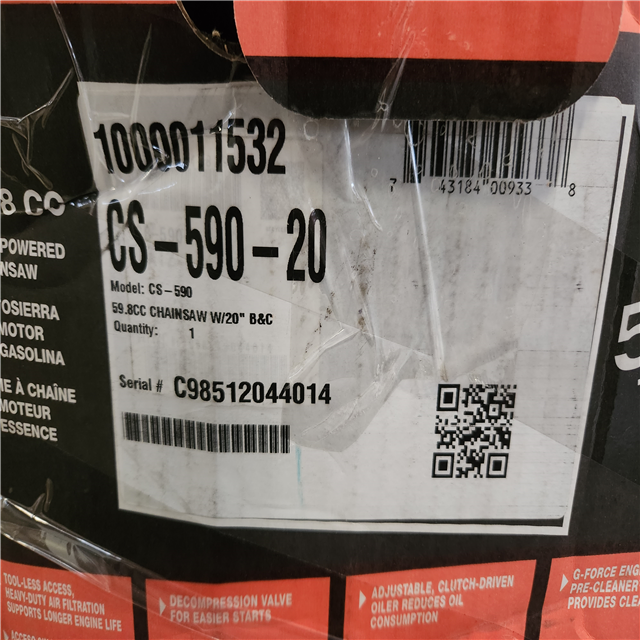 1000011532
7 43184 00933 8
CS-590-20
Model: CS-590
59.8CC CHAINSAW W/20" B&C
Quantity: 1
Serial # C98512044014
8 CC
POWERED
NSAW
OSIERRA
MOTOR
GASOLINA
E À CHAÎNE
MOTEUR
ESSENCE
5
TOOL-LESS ACCESS,
HEAVY-DUTY AIR FILTRATION
SUPPORTS LONGER ENGINE LIFE
DECOMPRESSION VALVE
FOR EASIER STARTS
ADJUSTABLE, CLUTCH-DRIVEN
OILER REDUCES OIL
CONSUMPTION
G-FORCE ENG
PRE-CLEANER
PROVIDES CLEA